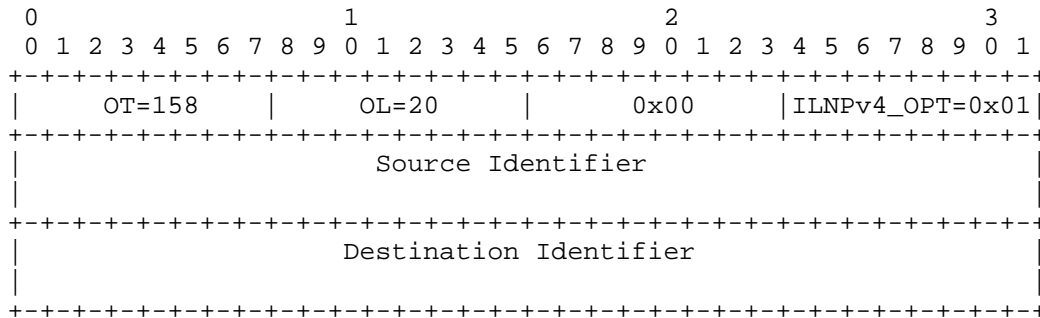 0                   1                   2                   3
0 1 2 3 4 5 6 7 8 9 0 1 2 3 4 5 6 7 8 9 0 1 2 3 4 5 6 7 8 9 0 1
+-+-+-+-+-+-+-+-+-+-+-+-+-+-+-+-+-+-+-+-+-+-+-+-+-+-+-+-+-+-+-+-+
|     OT=158    |     OL=20     |      0x00     |ILNPv4_OPT=0x01|
+-+-+-+-+-+-+-+-+-+-+-+-+-+-+-+-+-+-+-+-+-+-+-+-+-+-+-+-+-+-+-+-+
|                      Source Identifier                        |
|                                                               |
+-+-+-+-+-+-+-+-+-+-+-+-+-+-+-+-+-+-+-+-+-+-+-+-+-+-+-+-+-+-+-+-+
|                    Destination Identifier                     |
|                                                               |
+-+-+-+-+-+-+-+-+-+-+-+-+-+-+-+-+-+-+-+-+-+-+-+-+-+-+-+-+-+-+-+-+